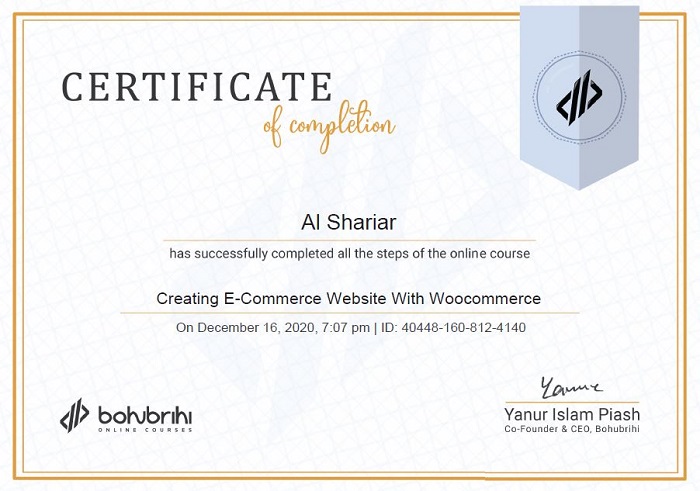 CERTIFICATE
of completion
Al Shariar
has successfully completed all the steps of the online course
Creating E-Commerce Website With Woocommerce
On December 16, 2020, 7:07 pm | ID: 40448-160-812-4140
Yanur Islam Piash
Co-Founder & CEO, Bohubrihi
bohubrihi
ONLINE COURSES